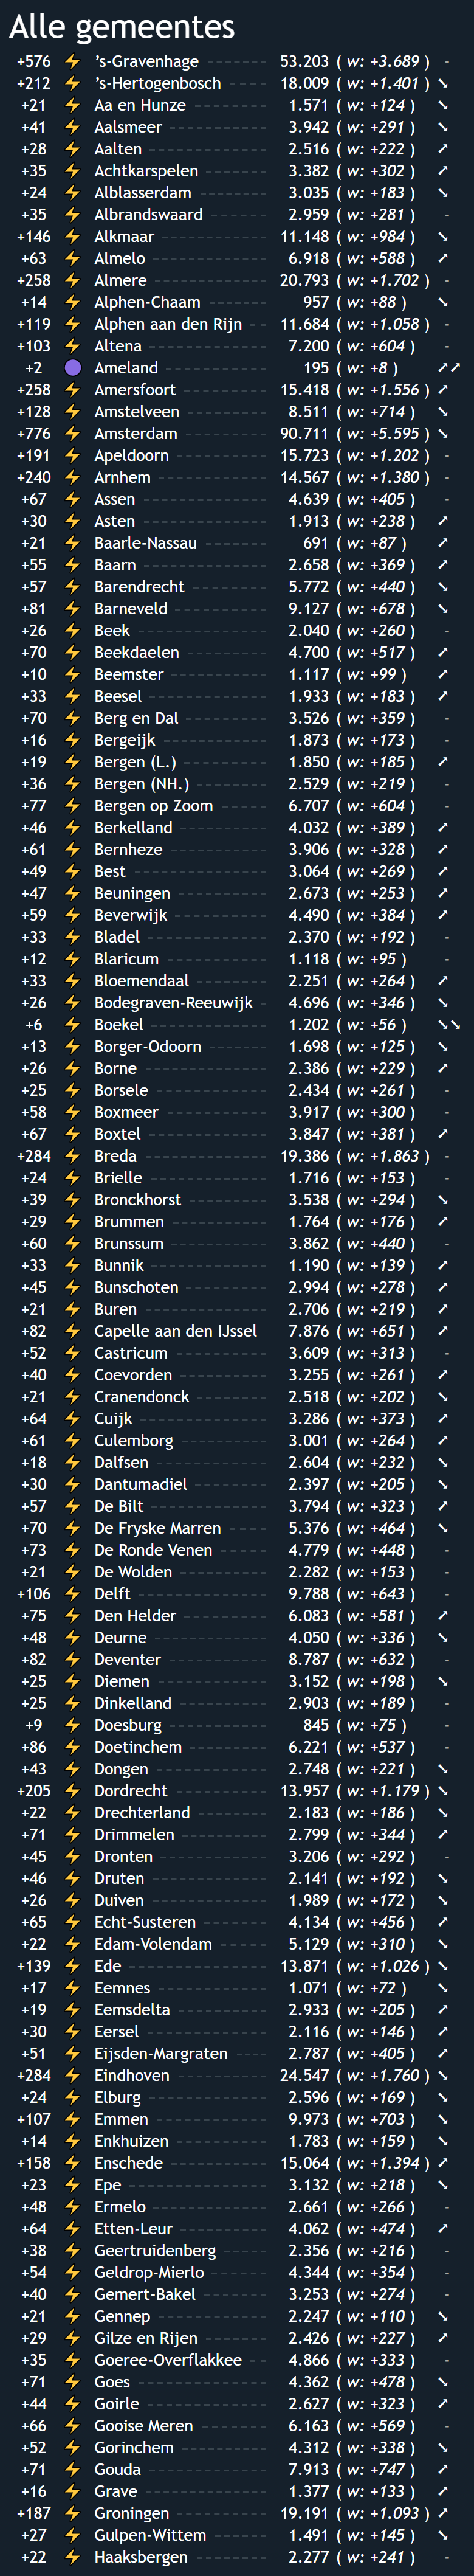 Alle gemeentes
+576 ⚡ ’s-Gravenhage ------- 53.203 ( w: +3.689 ) -
+212 ⚡ ’s-Hertogenbosch ----- 18.009 ( w: +1.401 ) ➘
+21 ⚡ Aa en Hunze -------- 1.571 ( w: +124 ) ➘
+41 ⚡ Aalsmeer ---------- 3.942 ( w: +291 ) ➘
+28 ⚡ Aalten ------------ 2.516 ( w: +222 ) ➚
+35 ⚡ Achtkarspelen ------- 3.382 ( w: +302 ) ➚
+24 ⚡ Alblasserdam ------- 3.035 ( w: +183 ) ➘
+35 ⚡ Albrandswaard ------ 2.959 ( w: +281 ) -
+146 ⚡ Alkmaar ----------- 11.148 ( w: +984 ) ➘
+63 ⚡ Almelo ------------ 6.918 ( w: +588 ) ➚
+258 ⚡ Almere ------------ 20.793 ( w: +1.702 ) -
+14 ⚡ Alphen-Chaam ------ 957 ( w: +88 ) ➘
+119 ⚡ Alphen aan den Rijn -- 11.684 ( w: +1.058 ) -
+103 ⚡ Altena ------------ 7.200 ( w: +604 ) -
+2 Ameland ---------- 195 ( w: +8 ) ➚➚
+258 ⚡ Amersfoort --------- 15.418 ( w: +1.556 ) ➚
+128 ⚡ Amstelveen --------- 8.511 ( w: +714 ) ➘
+776 ⚡ Amsterdam --------- 90.711 ( w: +5.595 ) ➘
+191 ⚡ Apeldoorn ---------- 15.723 ( w: +1.202 ) -
+240 ⚡ Arnhem ----------- 14.567 ( w: +1.380 ) -
+67 ⚡ Assen ------------ 4.639 ( w: +405 ) -
+30 ⚡ Asten ------------ 1.913 ( w: +238 ) ➚
+21 ⚡ Baarle-Nassau ------- 691 ( w: +87 ) ➚
+55 ⚡ Baarn ------------ 2.658 ( w: +369 ) ➚
+57 ⚡ Barendrecht -------- 5.772 ( w: +440 ) ➘
+81 ⚡ Barneveld ---------- 9.127 ( w: +678 ) ➘
+26 ⚡ Beek ------------- 2.040 ( w: +260 ) -
+70 ⚡ Beekdaelen --------- 4.700 ( w: +517 ) ➚
+10 ⚡ Beemster ---------- 1.117 ( w: +99 ) ➚
+33 ⚡ Beesel ------------ 1.933 ( w: +183 ) ➚
+70 ⚡ Berg en Dal -------- 3.526 ( w: +359 ) -
+16 ⚡ Bergeijk ----------- 1.873 ( w: +173 ) -
+19 ⚡ Bergen (L.) --------- 1.850 ( w: +185 ) ➚
+36 ⚡ Bergen (NH.) ------- 2.529 ( w: +219 ) -
+77 ⚡ Bergen op Zoom ----- 6.707 ( w: +604 ) -
+46 ⚡ Berkelland --------- 4.032 ( w: +389 ) ➚
+61 ⚡ Bernheze ---------- 3.906 ( w: +328 ) ➚
+49 ⚡ Best ------------- 3.064 ( w: +269 ) ➚
+47 ⚡ Beuningen --------- 2.673 ( w: +253 ) ➚
+59 ⚡ Beverwijk ---------- 4.490 ( w: +384 ) ➚
+33 ⚡ Bladel ------------ 2.370 ( w: +192 ) -
+12 ⚡ Blaricum ----------- 1.118 ( w: +95 ) -
+33 ⚡ Bloemendaal ------- 2.251 ( w: +264 ) ➚
+26 ⚡ Bodegraven-Reeuwijk - 4.696 ( w: +346 ) ➘
+6 ⚡ Boekel ------------ 1.202 ( w: +56 ) ➘➘
+13 ⚡ Borger-Odoorn ------ 1.698 ( w: +125 ) ➘
+26 ⚡ Borne ------------ 2.386 ( w: +229 ) ➚
+25 ⚡ Borsele ----------- 2.434 ( w: +261 ) -
+58 ⚡ Boxmeer ---------- 3.917 ( w: +300 ) -
+67 ⚡ Boxtel ------------ 3.847 ( w: +381 ) ➚
+284 ⚡ Breda ------------ 19.386 ( w: +1.863 ) -
+24 ⚡ Brielle ------------ 1.716 ( w: +153 ) -
+39 ⚡ Bronckhorst -------- 3.538 ( w: +294 ) ➘
+29 ⚡ Brummen ---------- 1.764 ( w: +176 ) ➚
+60 ⚡ Brunssum --------- 3.862 ( w: +440 ) -
+33 ⚡ Bunnik ------------ 1.190 ( w: +139 ) ➚
+45 ⚡ Bunschoten --------- 2.994 ( w: +278 ) ➚
+21 ⚡ Buren ------------ 2.706 ( w: +219 ) ➚
+82 ⚡ Capelle aan den IJssel 7.876 ( w: +651 ) ➚
+52 ⚡ Castricum ---------- 3.609 ( w: +313 ) -
+40 ⚡ Coevorden --------- 3.255 ( w: +261 ) ➚
+21 ⚡ Cranendonck ------- 2.518 ( w: +202 ) ➘
+64 ⚡ Cuijk ------------- 3.286 ( w: +373 ) ➚
+61 ⚡ Culemborg --------- 3.001 ( w: +264 ) ➚
+18 ⚡ Dalfsen ----------- 2.604 ( w: +232 ) ➘
+30 ⚡ Dantumadiel -------- 2.397 ( w: +205 ) ➘
+57 ⚡ De Bilt ------------ 3.794 ( w: +323 ) ➚
+70 ⚡ De Fryske Marren ---- 5.376 ( w: +464 ) ➘
+73 ⚡ De Ronde Venen ----- 4.779 ( w: +448 ) -
+21 ⚡ De Wolden --------- 2.282 ( w: +153 ) -
+106 ⚡ Delft ------------- 9.788 ( w: +643 ) -
+75 ⚡ Den Helder --------- 6.083 ( w: +581 ) ➚
+48 ⚡ Deurne ----------- 4.050 ( w: +336 ) ➘
+82 ⚡ Deventer ---------- 8.787 ( w: +632 ) -
+25 ⚡ Diemen ----------- 3.152 ( w: +198 ) ➘
+25 ⚡ Dinkelland --------- 2.903 ( w: +189 ) -
+9 ⚡ Doesburg ---------- 845 ( w: +75 ) -
+86 ⚡ Doetinchem -------- 6.221 ( w: +537 ) -
+43 ⚡ Dongen ----------- 2.748 ( w: +221 ) ➘
+205 ⚡ Dordrecht ---------- 13.957 ( w: +1.179 ) ➘
+22 ⚡ Drechterland -------- 2.183 ( w: +186 ) ➘
+71 ⚡ Drimmelen --------- 2.799 ( w: +344 ) ➚
+45 ⚡ Dronten ----------- 3.206 ( w: +292 ) -
+46 ⚡ Druten ------------ 2.141 ( w: +192 ) ➘
+26 ⚡ Duiven ------------ 1.989 ( w: +172 ) ➘
+65 ⚡ Echt-Susteren ------- 4.134 ( w: +456 ) ➚
+22 ⚡ Edam-Volendam ----- 5.129 ( w: +310 ) ➘
+139 ⚡ Ede -------------- 13.871 ( w: +1.026 ) ➘
+17 ⚡ Eemnes ----------- 1.071 ( w: +72 ) ➘
+19 ⚡ Eemsdelta --------- 2.933 ( w: +205 ) ➚
+30 ⚡ Eersel ------------ 2.116 ( w: +146 ) ➚
+51 ⚡ Eijsden-Margraten ---- 2.787 ( w: +405 ) ➚
+284 ⚡ Eindhoven --------- 24.547 ( w: +1.760 ) ➘
+24 ⚡ Elburg ------------ 2.596 ( w: +169 ) ➘
+107 ⚡ Emmen ----------- 9.973 ( w: +703 ) ➘
+14 ⚡ Enkhuizen --------- 1.783 ( w: +159 ) ➘
+158 ⚡ Enschede ---------- 15.064 ( w: +1.394 ) ➚
+23 ⚡ Epe -------------- 3.132 ( w: +218 ) ➘
+48 ⚡ Ermelo ------------ 2.661 ( w: +266 ) -
+64 ⚡ Etten-Leur ---------- 4.062 ( w: +474 ) ➚
+38 ⚡ Geertruidenberg ----- 2.356 ( w: +216 ) -
+54 ⚡ Geldrop-Mierlo ------ 4.344 ( w: +354 ) -
+40 ⚡ Gemert-Bakel ------- 3.253 ( w: +274 ) -
+21 ⚡ Gennep ----------- 2.247 ( w: +110 ) ➘
+29 ⚡ Gilze en Rijen ------- 2.426 ( w: +227 ) ➚
+35 ⚡ Goeree-Overflakkee -- 4.866 ( w: +333 ) -
+71 ⚡ Goes ------------- 4.362 ( w: +478 ) ➘
+44 ⚡ Goirle ------------ 2.627 ( w: +323 ) ➚
+66 ⚡ Gooise Meren ------- 6.163 ( w: +569 ) -
+52 ⚡ Gorinchem --------- 4.312 ( w: +338 ) ➘
+71 ⚡ Gouda ------------ 7.913 ( w: +747 ) ➚
+16 ⚡ Grave ------------ 1.377 ( w: +133 ) ➚
+187 ⚡ Groningen --------- 19.191 ( w: +1.093 ) ➚
+27 ⚡ Gulpen-Wittem ------ 1.491 ( w: +145 ) ➘
+22 ⚡ Haaksbergen -------- 2.277 ( w: +241 ) -